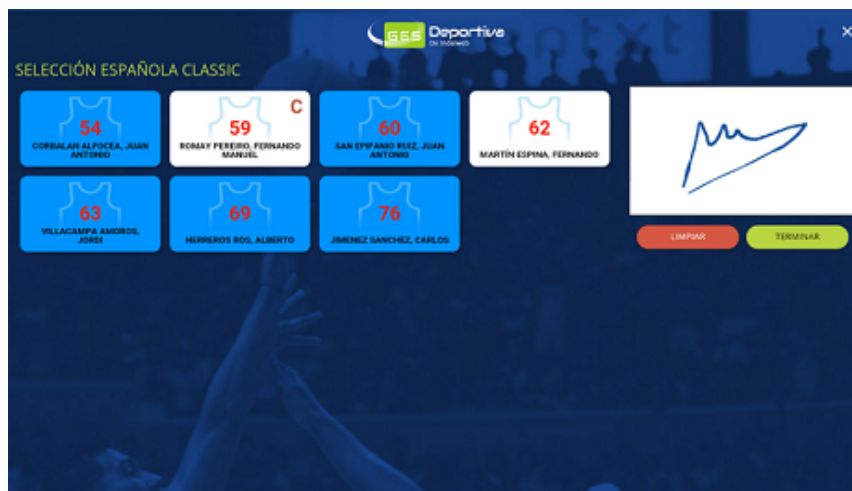 GES Deportiva
De Indalweb
×
SELECCIÓN ESPAÑOLA CLASSIC
54
CORBALAN ALFOCEA, JUAN
ANTONIO
C
59
ROMAY PEREIRO, FERNANDO
MANUEL
60
SAN EPIFANIO RUIZ, JUAN
ANTONIO
62
MARTÍN ESPINA, FERNANDO
63
VILLACAMPA AMOROS,
JORDI
69
HERREROS ROS, ALBERTO
76
JIMENEZ SANCHEZ, CARLOS
LIMPIAR
TERMINAR